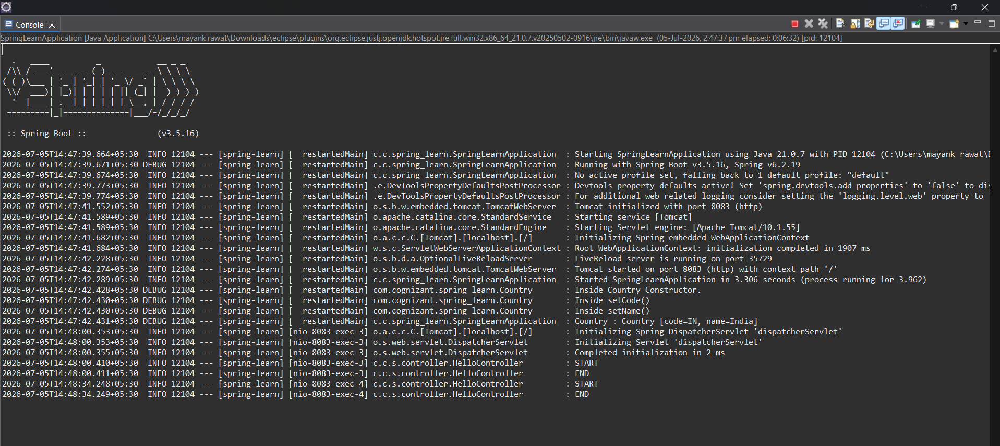 Console
SpringLearnApplication [Java Application] C:\Users\mayank rawat\Downloads\eclipse\plugins\org.eclipse.justj.openjdk.hotspot.jre.full.win32.x86_64_21.0.7.v20250502-0916\jre\bin\javaw.exe (05-Jul-2026, 2:47:37 pm elapsed: 0:06:32) [pid: 12104]
  .   ____          _            __ _ _
 /\\ / ___'_ __ _ _(_)_ __  __ _ \ \ \ \
( ( )\___ | '_ | '_| | '_ \/ _` | \ \ \ \
 \\/  ___)| |_)| | | | | || (_| |  ) ) ) )
  '  |____| .__|_| |_|_| |_\__, | / / / /
 =========|_|==============|___/=/_/_/_/
 :: Spring Boot ::                (v3.5.16)
2026-07-05T14:47:39.664+05:30  INFO 12104 --- [spring-learn] [  restartedMain] c.c.spring_learn.SpringLearnApplication  : Starting SpringLearnApplication using Java 21.0.7 with PID 12104 (C:\Users\mayank rawat\
2026-07-05T14:47:39.671+05:30 DEBUG 12104 --- [spring-learn] [  restartedMain] c.c.spring_learn.SpringLearnApplication  : Running with Spring Boot v3.5.16, Spring v6.2.19
2026-07-05T14:47:39.674+05:30  INFO 12104 --- [spring-learn] [  restartedMain] c.c.spring_learn.SpringLearnApplication  : No active profile set, falling back to 1 default profile: "default"
2026-07-05T14:47:39.773+05:30  INFO 12104 --- [spring-learn] [  restartedMain] .e.DevToolsPropertyDefaultsPostProcessor : Devtools property defaults active! Set 'spring.devtools.add-properties' to 'false' to dis
2026-07-05T14:47:39.774+05:30  INFO 12104 --- [spring-learn] [  restartedMain] .e.DevToolsPropertyDefaultsPostProcessor : For additional web related logging consider setting the 'logging.level.web' property to '
2026-07-05T14:47:41.552+05:30  INFO 12104 --- [spring-learn] [  restartedMain] o.s.b.w.embedded.tomcat.TomcatWebServer  : Tomcat initialized with port 8083 (http)
2026-07-05T14:47:41.589+05:30  INFO 12104 --- [spring-learn] [  restartedMain] o.apache.catalina.core.StandardService   : Starting service [Tomcat]
2026-07-05T14:47:41.589+05:30  INFO 12104 --- [spring-learn] [  restartedMain] o.apache.catalina.core.StandardEngine    : Starting Servlet engine: [Apache Tomcat/10.1.55]
2026-07-05T14:47:41.682+05:30  INFO 12104 --- [spring-learn] [  restartedMain] o.a.c.c.C.[Tomcat].[localhost].[/]       : Initializing Spring embedded WebApplicationContext
2026-07-05T14:47:41.684+05:30  INFO 12104 --- [spring-learn] [  restartedMain] w.s.c.ServletWebServerApplicationContext : Root WebApplicationContext: initialization completed in 1907 ms
2026-07-05T14:47:42.228+05:30  INFO 12104 --- [spring-learn] [  restartedMain] o.s.b.d.a.OptionalLiveReloadServer       : LiveReload server is running on port 35729
2026-07-05T14:47:42.274+05:30  INFO 12104 --- [spring-learn] [  restartedMain] o.s.b.w.embedded.tomcat.TomcatWebServer  : Tomcat started on port 8083 (http) with context path '/'
2026-07-05T14:47:42.289+05:30  INFO 12104 --- [spring-learn] [  restartedMain] c.c.spring_learn.SpringLearnApplication  : Started SpringLearnApplication in 3.306 seconds (process running for 3.962)
2026-07-05T14:47:42.428+05:30 DEBUG 12104 --- [spring-learn] [  restartedMain] com.cognizant.spring_learn.Country       : Inside Country Constructor.
2026-07-05T14:47:42.430+05:30 DEBUG 12104 --- [spring-learn] [  restartedMain] com.cognizant.spring_learn.Country       : Inside setCode()
2026-07-05T14:47:42.430+05:30 DEBUG 12104 --- [spring-learn] [  restartedMain] com.cognizant.spring_learn.Country       : Inside setName()
2026-07-05T14:47:42.431+05:30 DEBUG 12104 --- [spring-learn] [  restartedMain] c.c.spring_learn.SpringLearnApplication  : Country : Country [code=IN, name=India]
2026-07-05T14:48:00.353+05:30  INFO 12104 --- [spring-learn] [nio-8083-exec-3] o.a.c.c.C.[Tomcat].[localhost].[/]       : Initializing Spring DispatcherServlet 'dispatcherServlet'
2026-07-05T14:48:00.353+05:30  INFO 12104 --- [spring-learn] [nio-8083-exec-3] o.s.web.servlet.DispatcherServlet        : Initializing Servlet 'dispatcherServlet'
2026-07-05T14:48:00.355+05:30  INFO 12104 --- [spring-learn] [nio-8083-exec-3] o.s.web.servlet.DispatcherServlet        : Completed initialization in 2 ms
2026-07-05T14:48:00.410+05:30  INFO 12104 --- [spring-learn] [nio-8083-exec-3] c.c.s.controller.HelloController         : START
2026-07-05T14:48:00.411+05:30  INFO 12104 --- [spring-learn] [nio-8083-exec-3] c.c.s.controller.HelloController         : END
2026-07-05T14:48:34.248+05:30  INFO 12104 --- [spring-learn] [nio-8083-exec-4] c.c.s.controller.HelloController         : START
2026-07-05T14:48:34.249+05:30  INFO 12104 --- [spring-learn] [nio-8083-exec-4] c.c.s.controller.HelloController         : END